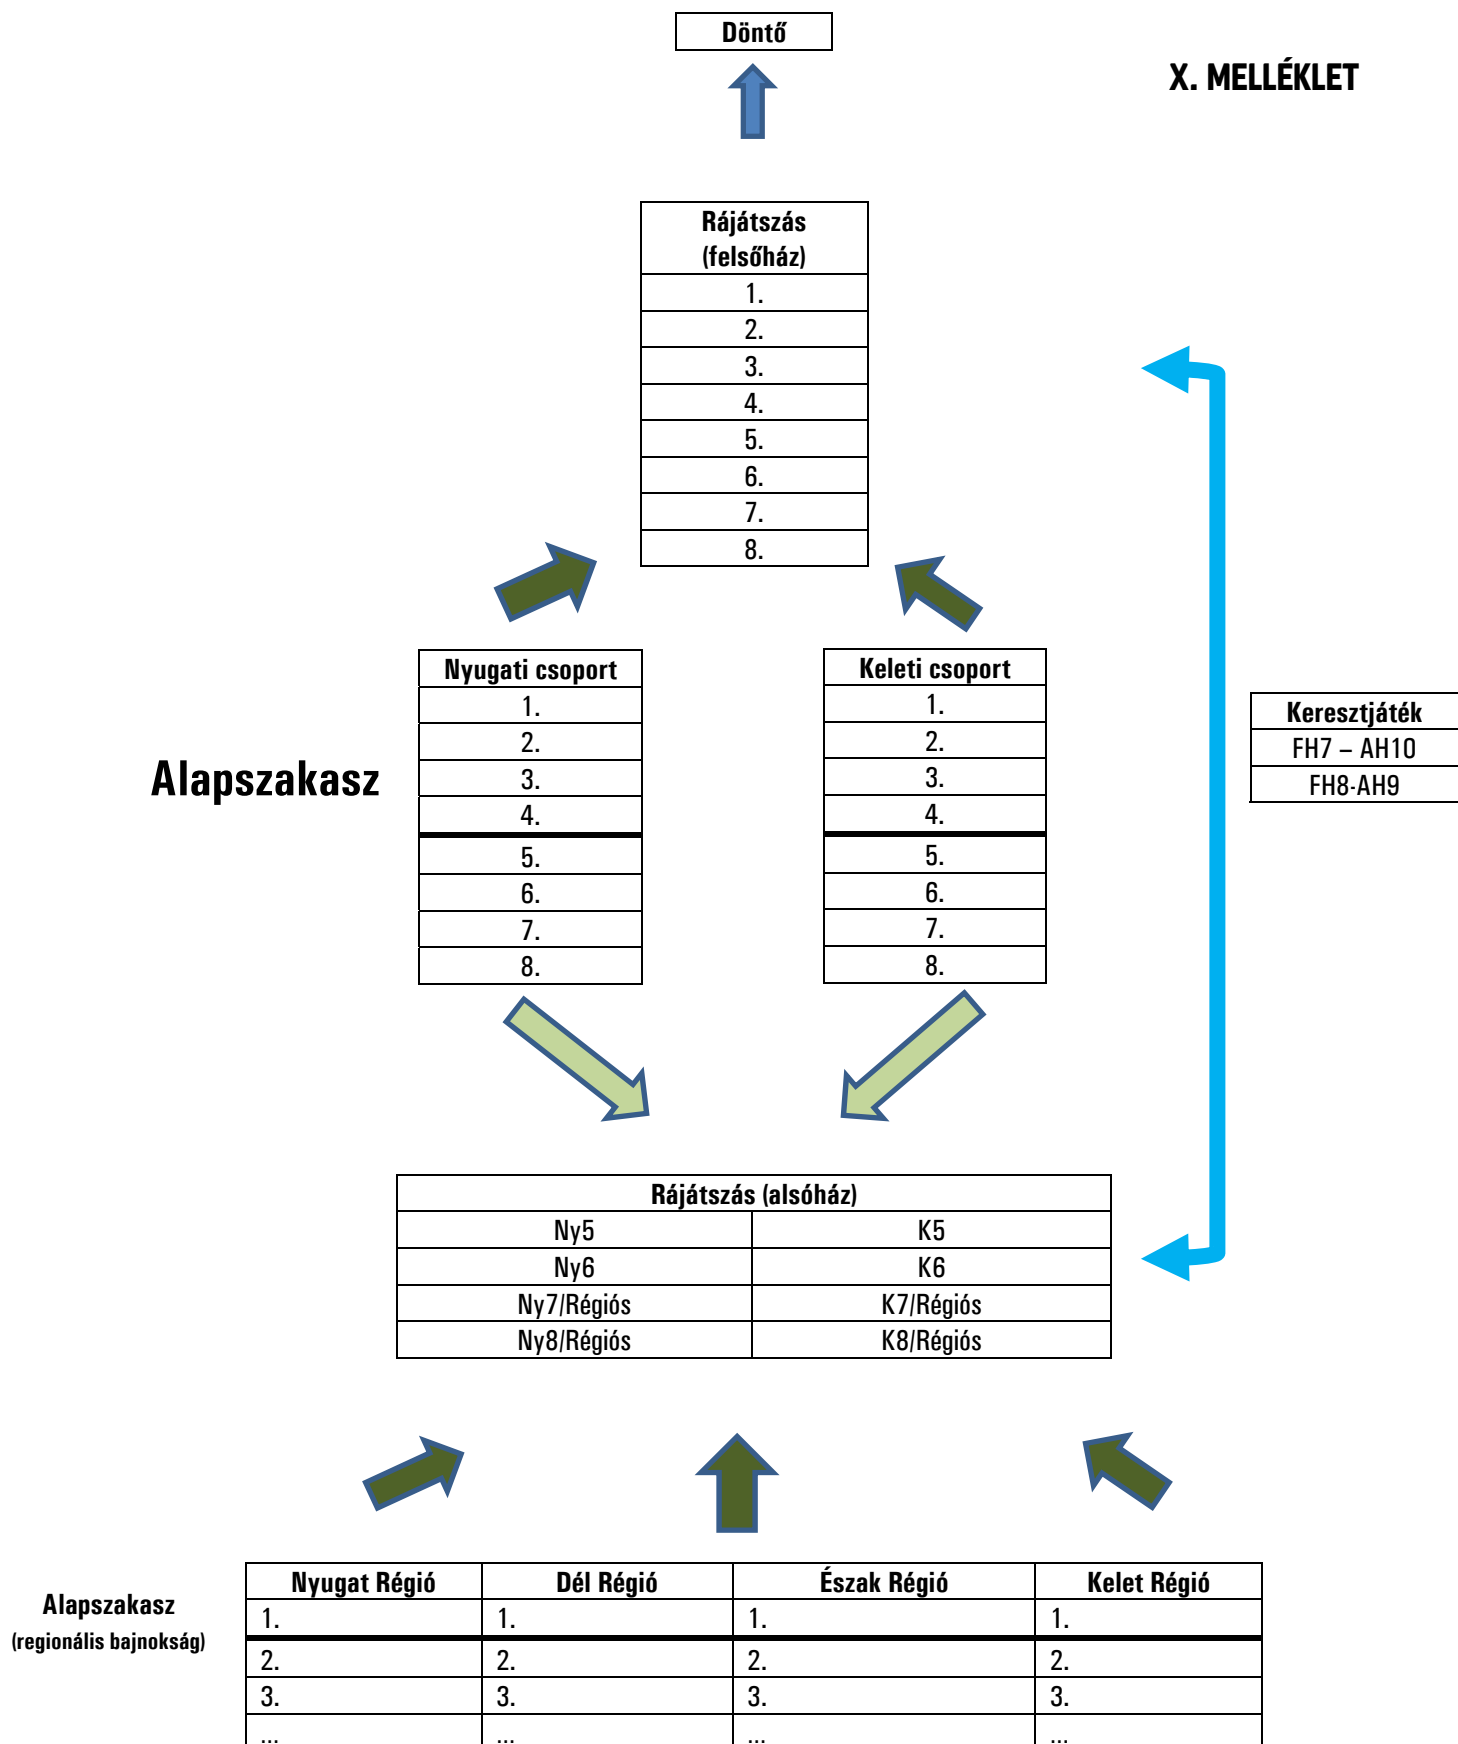 Döntő
X. MELLÉKLET
Rájátszás
(felsőház)
1.
2.
3.
4.
5.
6.
7.
8.
Nyugati csoport
1.
2.
3.
4.
5.
6.
7.
8.
Keleti csoport
1.
2.
3.
4.
5.
6.
7.
8.
Alapszakasz
Keresztjáték
FH7 – AH10
FH8-AH9
Rájátszás (alsóház)
Ny5 K5
Ny6 K6
Ny7/Régiós K7/Régiós
Ny8/Régiós K8/Régiós
Alapszakasz
(regionális bajnokság)
Nyugat Régió Dél Régió Észak Régió Kelet Régió
1. 1. 1. 1.
2. 2. 2. 2.
3. 3. 3. 3.
... ... ... ...